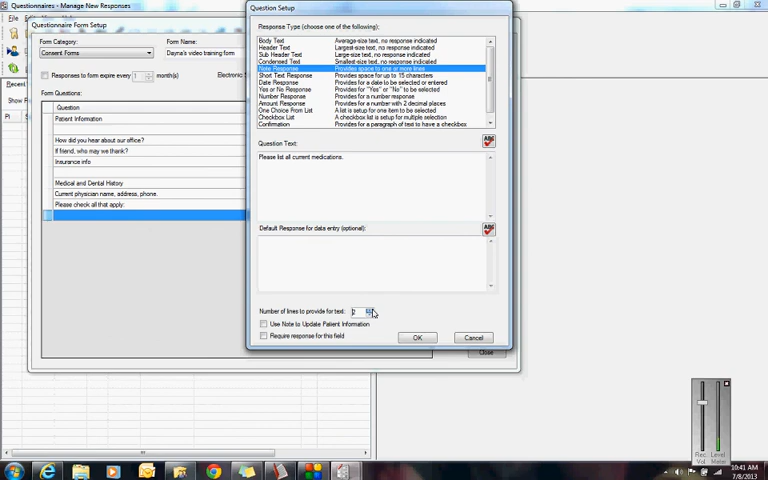 Questionnaires - Manage New Responses
File
Questionnaire Form Setup
Form Category:
Form Name:
Consent Forms
Dayna's video training form
Responses to form expire every 1 month(s)
Electronic S
Recent
Show F
Form Questions:
Question
Patient Information
How did you hear about our office?
If friend, who may we thank?
Insurance info
Medical and Dental History
Current physician name, address, phone.
Please check all that apply:
Close
Question Setup
Response Type (choose one of the following):
Body Text Average-size text, no response indicated
Header Text Largest-size text, no response indicated
Sub Header Text Large-size text, no response indicated
Condensed Text Smallest-size text, no response indicated
Note Response Provides space to one or more lines
Short Text Response Provides space for up to 15 characters
Date Response Provides for a date to be selected or entered
Yes or No Response Provides for "Yes" or "No" to be selected
Number Response Provides for a number response
Amount Response Provides for a number with 2 decimal places
One Choice From List A list is setup for one item to be selected
Checkbox List A checkbox list is setup for multiple selection
Confirmation Provides for a paragraph of text to have a checkbox
Question Text:
ABC
Please list all current medications.
Default Response for data entry (optional):
ABC
Number of lines to provide for text: 2
Use Note to Update Patient Information
Require response for this field
OK
Cancel
Rec. Vol
Level Meter
10:41 AM
7/8/2013